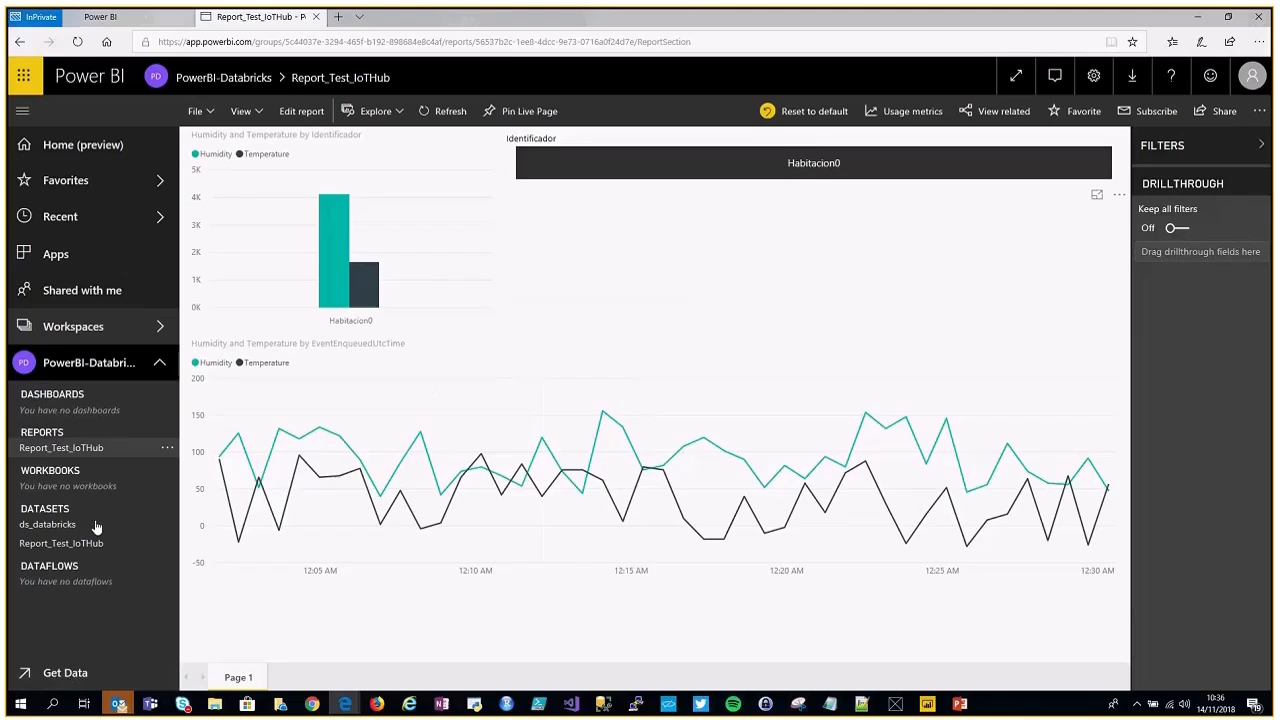 InPrivate
Power BI
Report_Test_IoTHub - P
https://app.powerbi.com/groups/5c44037e-3294-465f-b192-898684e8c4af/reports/56537b2c-1ee8-4dcc-9e73-0716a0f24d7e/ReportSection
Power BI
PD
PowerBI-Databricks > Report_Test_IoTHub
File
View
Edit report
Explore
Refresh
Pin Live Page
Reset to default
Usage metrics
View related
Favorite
Subscribe
Share
Home (preview)
Favorites
Recent
Apps
Shared with me
Workspaces
PD
PowerBI-Databri...
DASHBOARDS
You have no dashboards
REPORTS
Report_Test_IoTHub
WORKBOOKS
You have no workbooks
DATASETS
ds_databricks
Report_Test_IoTHub
DATAFLOWS
You have no dataflows
Get Data
Humidity and Temperature by Identificador
Humidity Temperature
5K
4K
3K
2K
1K
0K
Habitacion0
Identificador
Habitacion0
Humidity and Temperature by EventEnqueuedUtcTime
Humidity Temperature
200
150
100
50
0
-50
12:05 AM 12:10 AM 12:15 AM 12:20 AM 12:25 AM 12:30 AM
Page 1
FILTERS
DRILLTHROUGH
Keep all filters
Off
Drag drillthrough fields here
10:36
14/11/2018